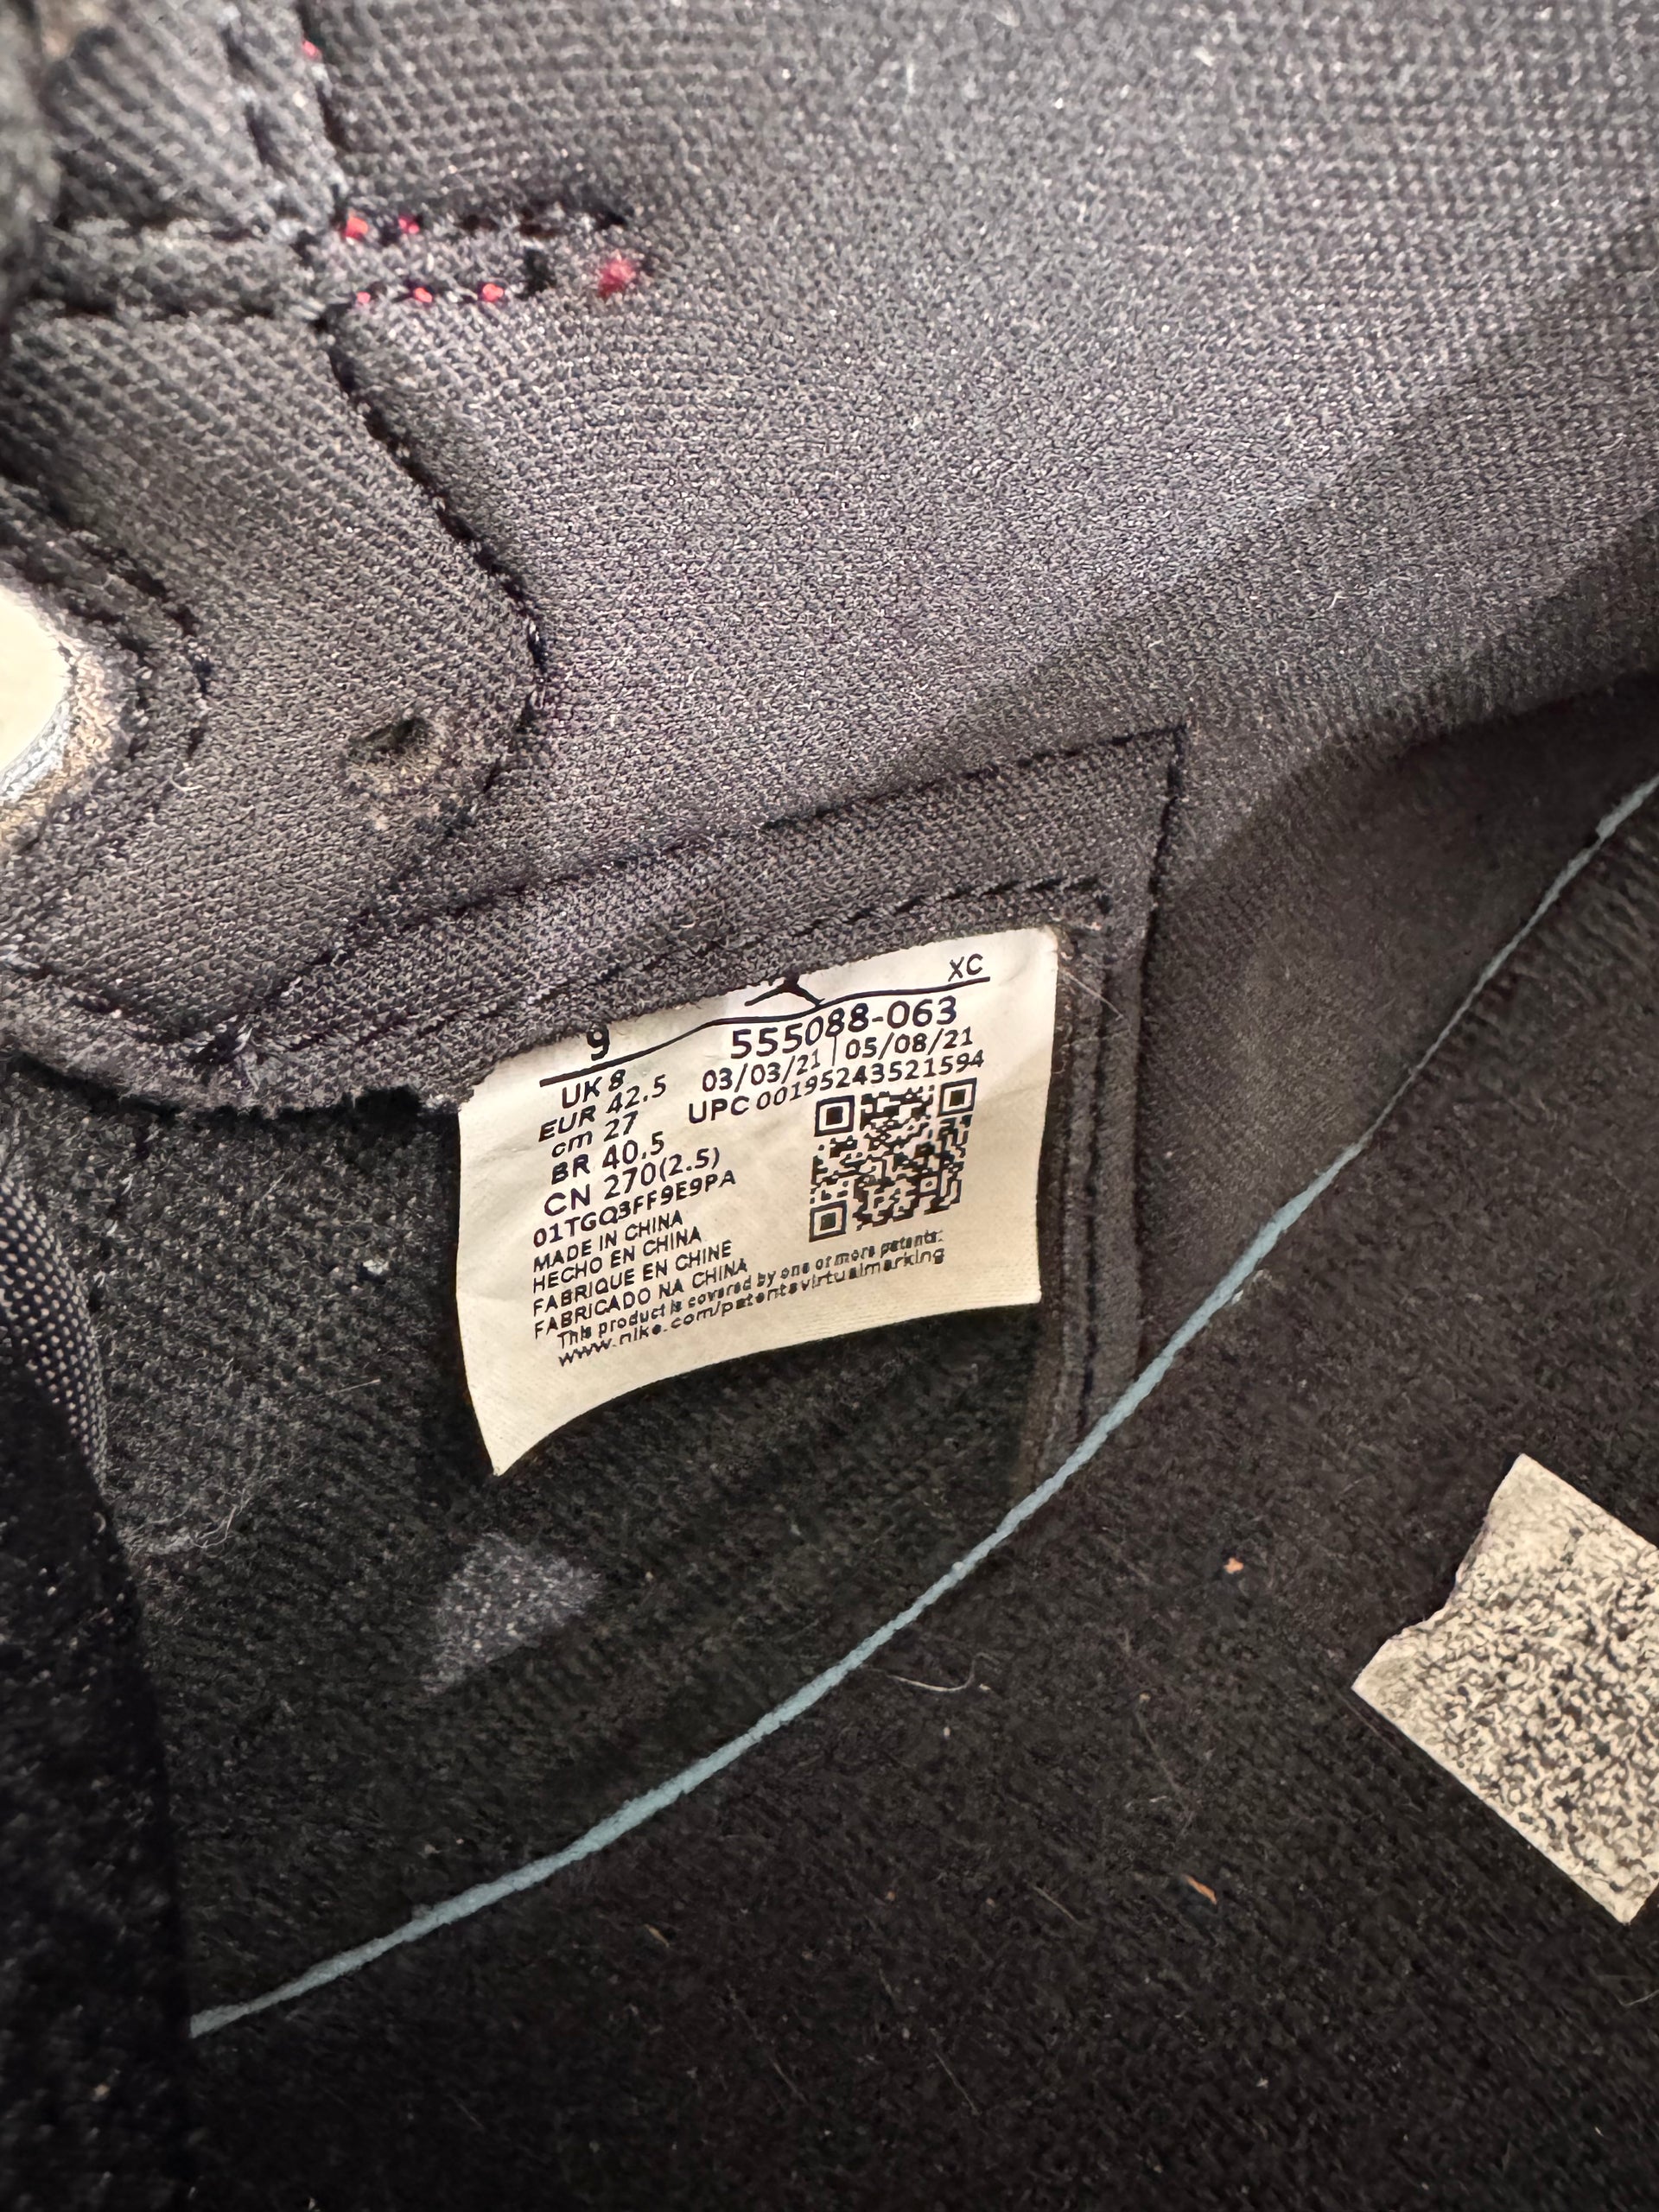 XC
9
555088-063
UK 8
03/03/21 | 05/08/21
EUR 42.5
UPC 00195243521594
cm 27
BR 40.5
CN 270(2.5)
01TGQ3FF9E9PA
MADE IN CHINA
HECHO EN CHINA
FABRIQUE EN CHINE
FABRICADO NA CHINA
This product is covered by one or more patents:
www.nike.com/patentsvirtualmarking